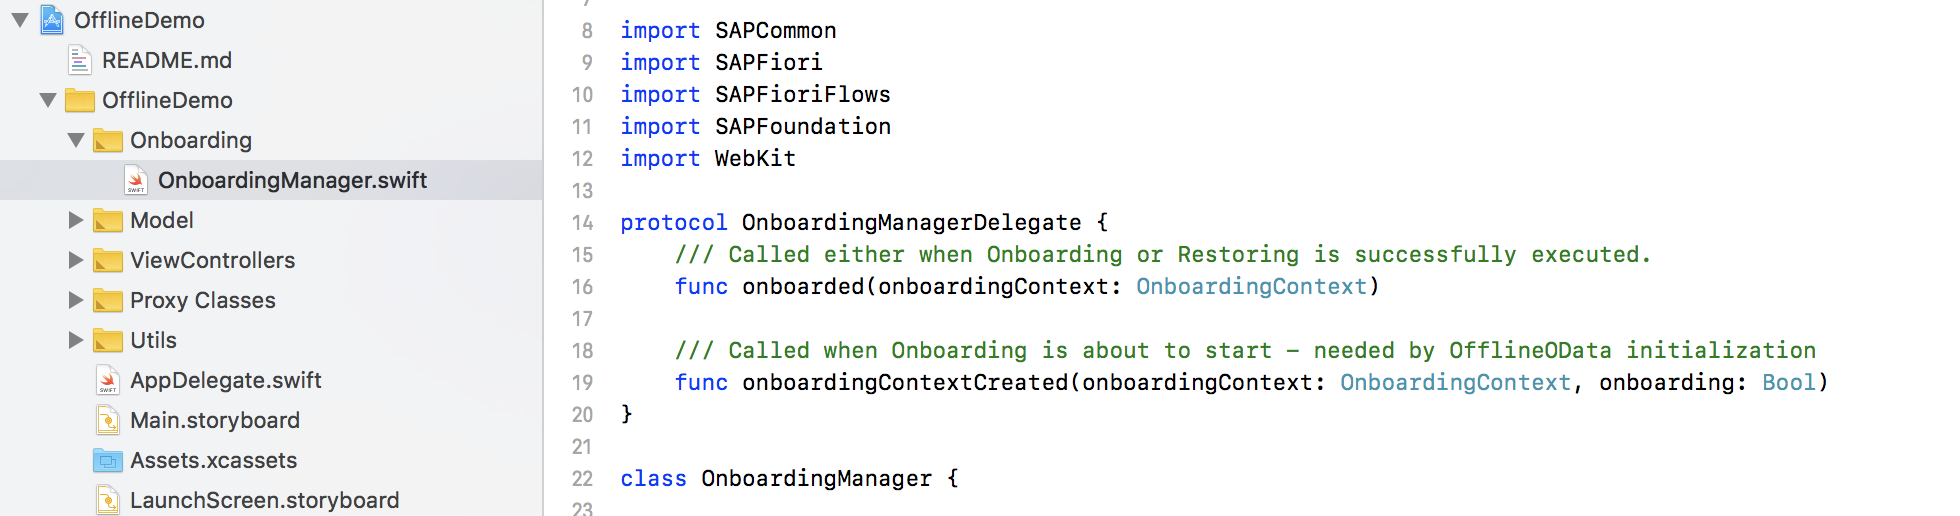 OfflineDemo
README.md
OfflineDemo
Onboarding
SWIFT OnboardingManager.swift
Model
ViewControllers
Proxy Classes
Utils
SWIFT AppDelegate.swift
Main.storyboard
Assets.xcassets
LaunchScreen.storyboard
7
8 import SAPCommon
9 import SAPFiori
10 import SAPFioriFlows
11 import SAPFoundation
12 import WebKit
13
14 protocol OnboardingManagerDelegate {
15 /// Called either when Onboarding or Restoring is successfully executed.
16 func onboarded(onboardingContext: OnboardingContext)
17
18 /// Called when Onboarding is about to start – needed by OfflineOData initialization
19 func onboardingContextCreated(onboardingContext: OnboardingContext, onboarding: Bool)
20 }
21
22 class OnboardingManager {
23